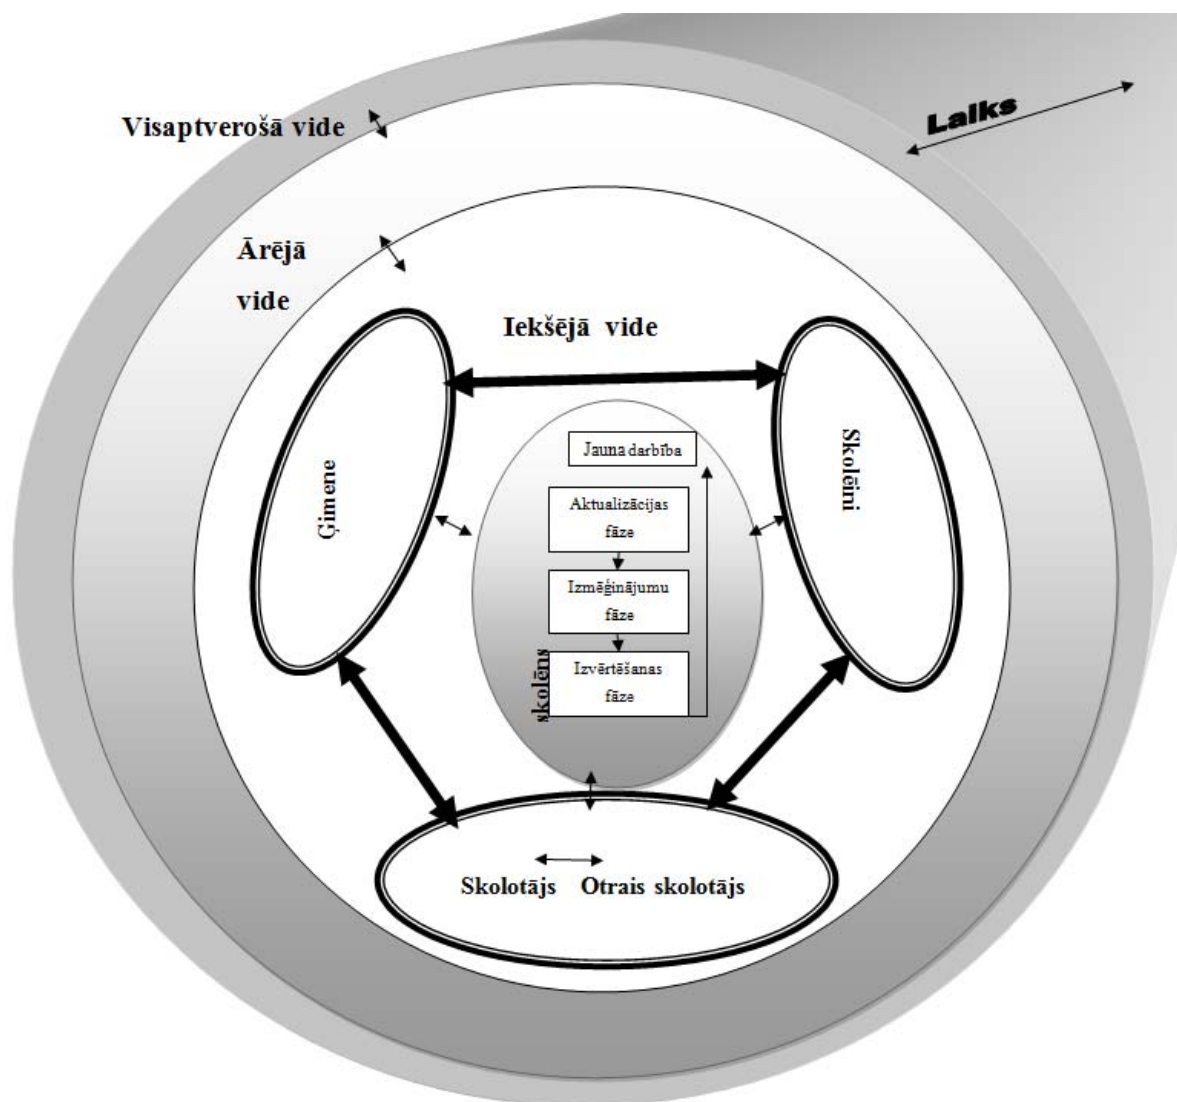 Laiks
Visaptverošā vide
Ārējā
vide
Iekšējā vide
Ģimene
Skolēini
Jauna darbība
Aktualizācijas
fāze
Izmēģinājumu
fāze
Izvērtēšanas
fāze
skolēns
Skolotājs Otrais skolotājs